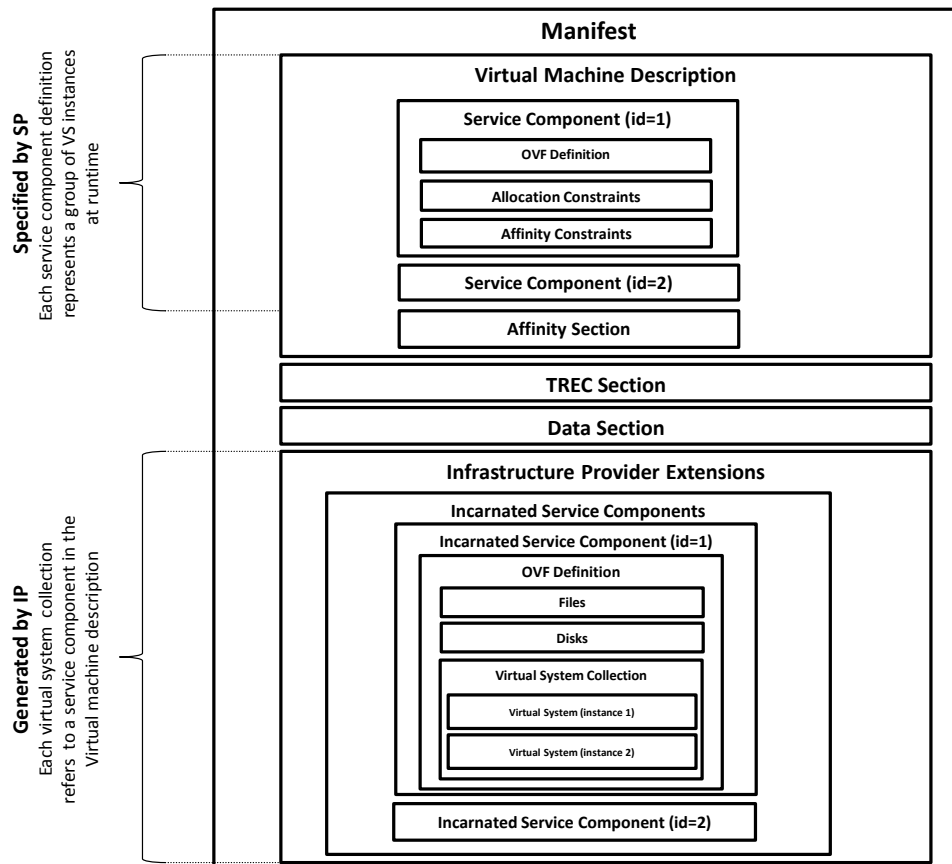 Manifest
Virtual Machine Description
Service Component (id=1)
OVF Definition
Allocation Constraints
Affinity Constraints
Service Component (id=2)
Affinity Section
Specified by SP
Each service component definition
represents a group of VS instances
at runtime
TREC Section
Data Section
Infrastructure Provider Extensions
Incarnated Service Components
Incarnated Service Component (id=1)
OVF Definition
Files
Disks
Virtual System Collection
Virtual System (instance 1)
Virtual System (instance 2)
Incarnated Service Component (id=2)
Generated by IP
Each virtual system collection
refers to a service component in the
Virtual machine description